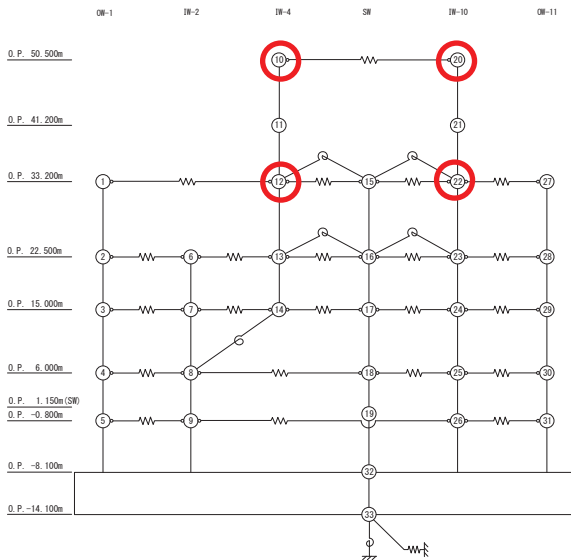 OW-1 IW-2 IW-4 SW IW-10 OW-11
O.P. 50.500m 10 20
O.P. 41.200m 11 21
O.P. 33.200m 1 12 15 22 27
O.P. 22.500m 2 6 13 16 23 28
O.P. 15.000m 3 7 14 17 24 29
O.P. 6.000m 4 8 18 25 30
O.P. 1.150m(SW) 19
O.P. -0.800m 5 9 26 31
O.P. -8.100m 32
O.P.-14.100m 33